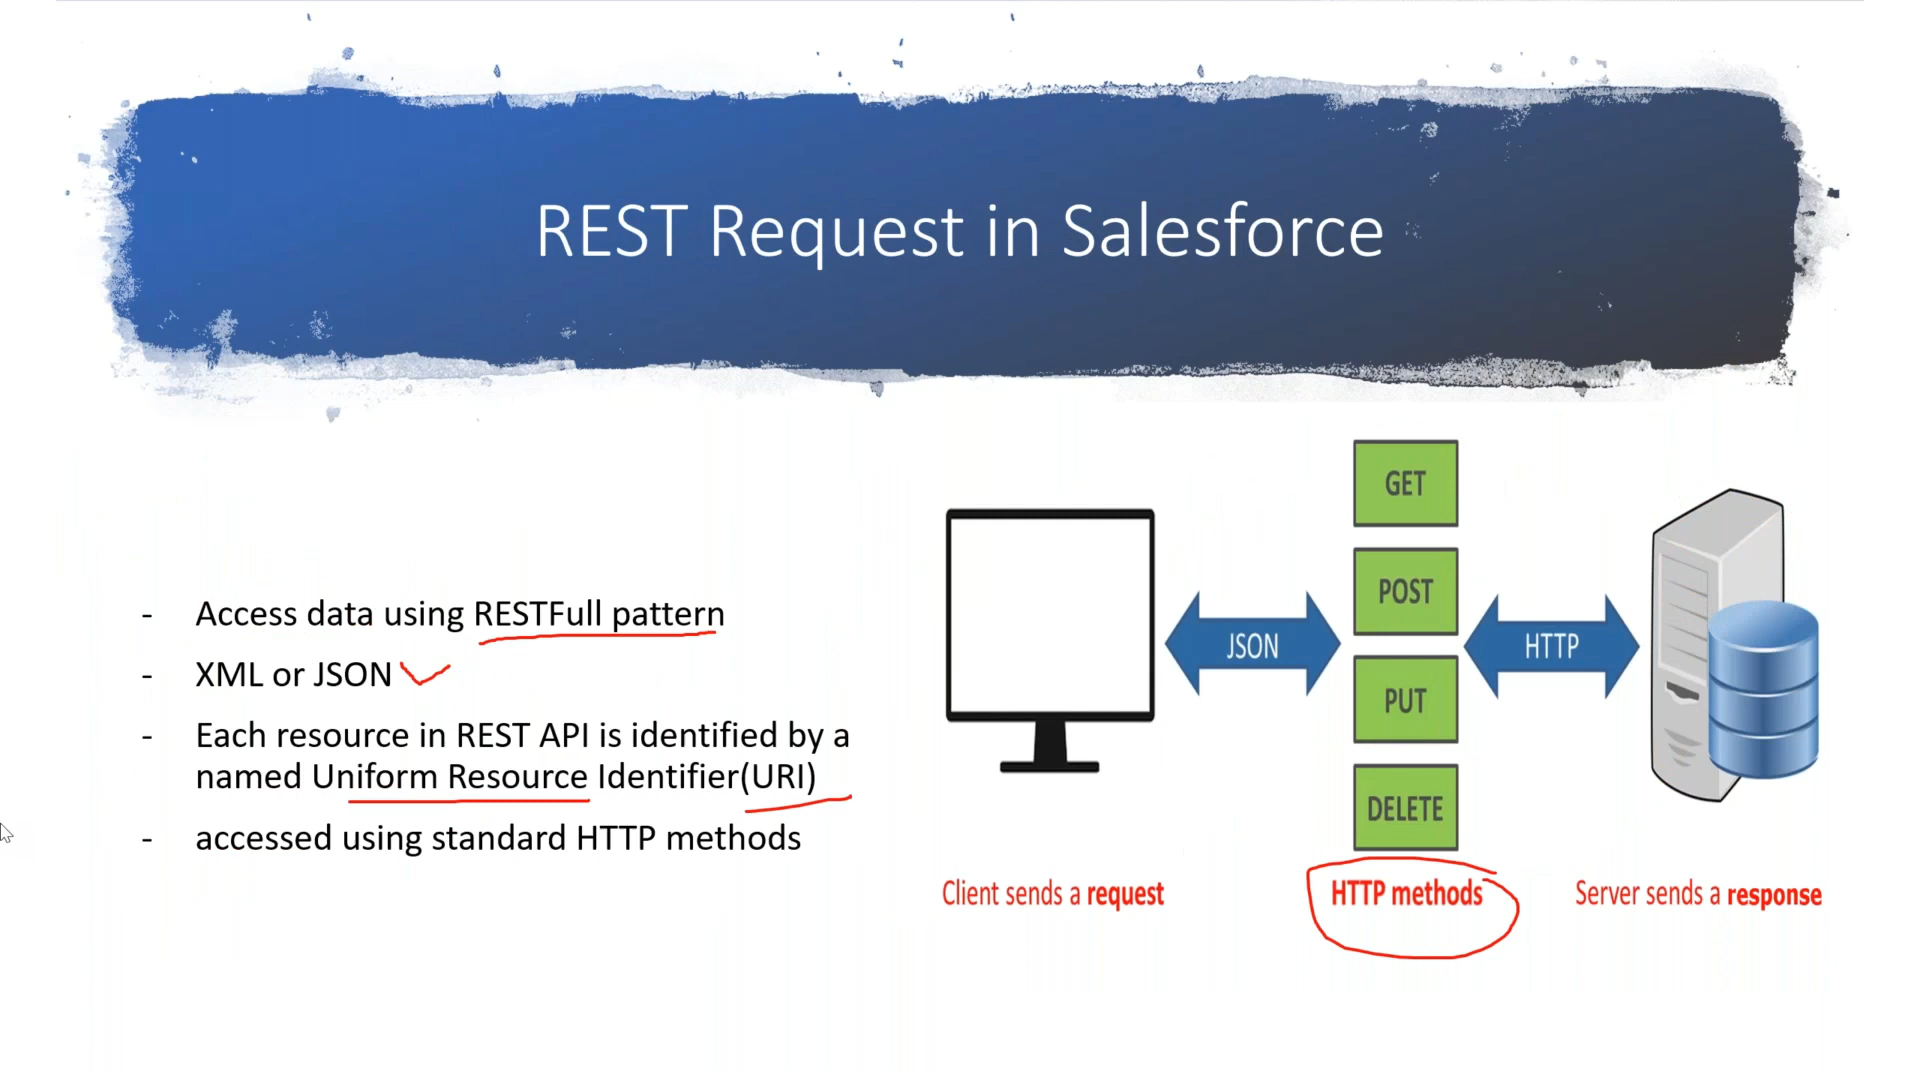 REST Request in Salesforce
- Access data using RESTFull pattern
- XML or JSON
- Each resource in REST API is identified by a
named Uniform Resource Identifier(URI)
- accessed using standard HTTP methods
GET
POST
PUT
DELETE
JSON
HTTP
Client sends a request
HTTP methods
Server sends a response